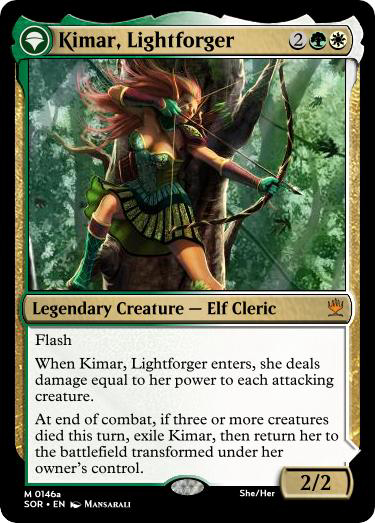 Kimar, Lightforger 2
Legendary Creature — Elf Cleric
Flash
When Kimar, Lightforger enters, she deals
damage equal to her power to each attacking
creature.
At end of combat, if three or more creatures
died this turn, exile Kimar, then return her to
the battlefield transformed under her
owner's control.
2/2
M 0146a
SOR • EN Mansarali
She/Her